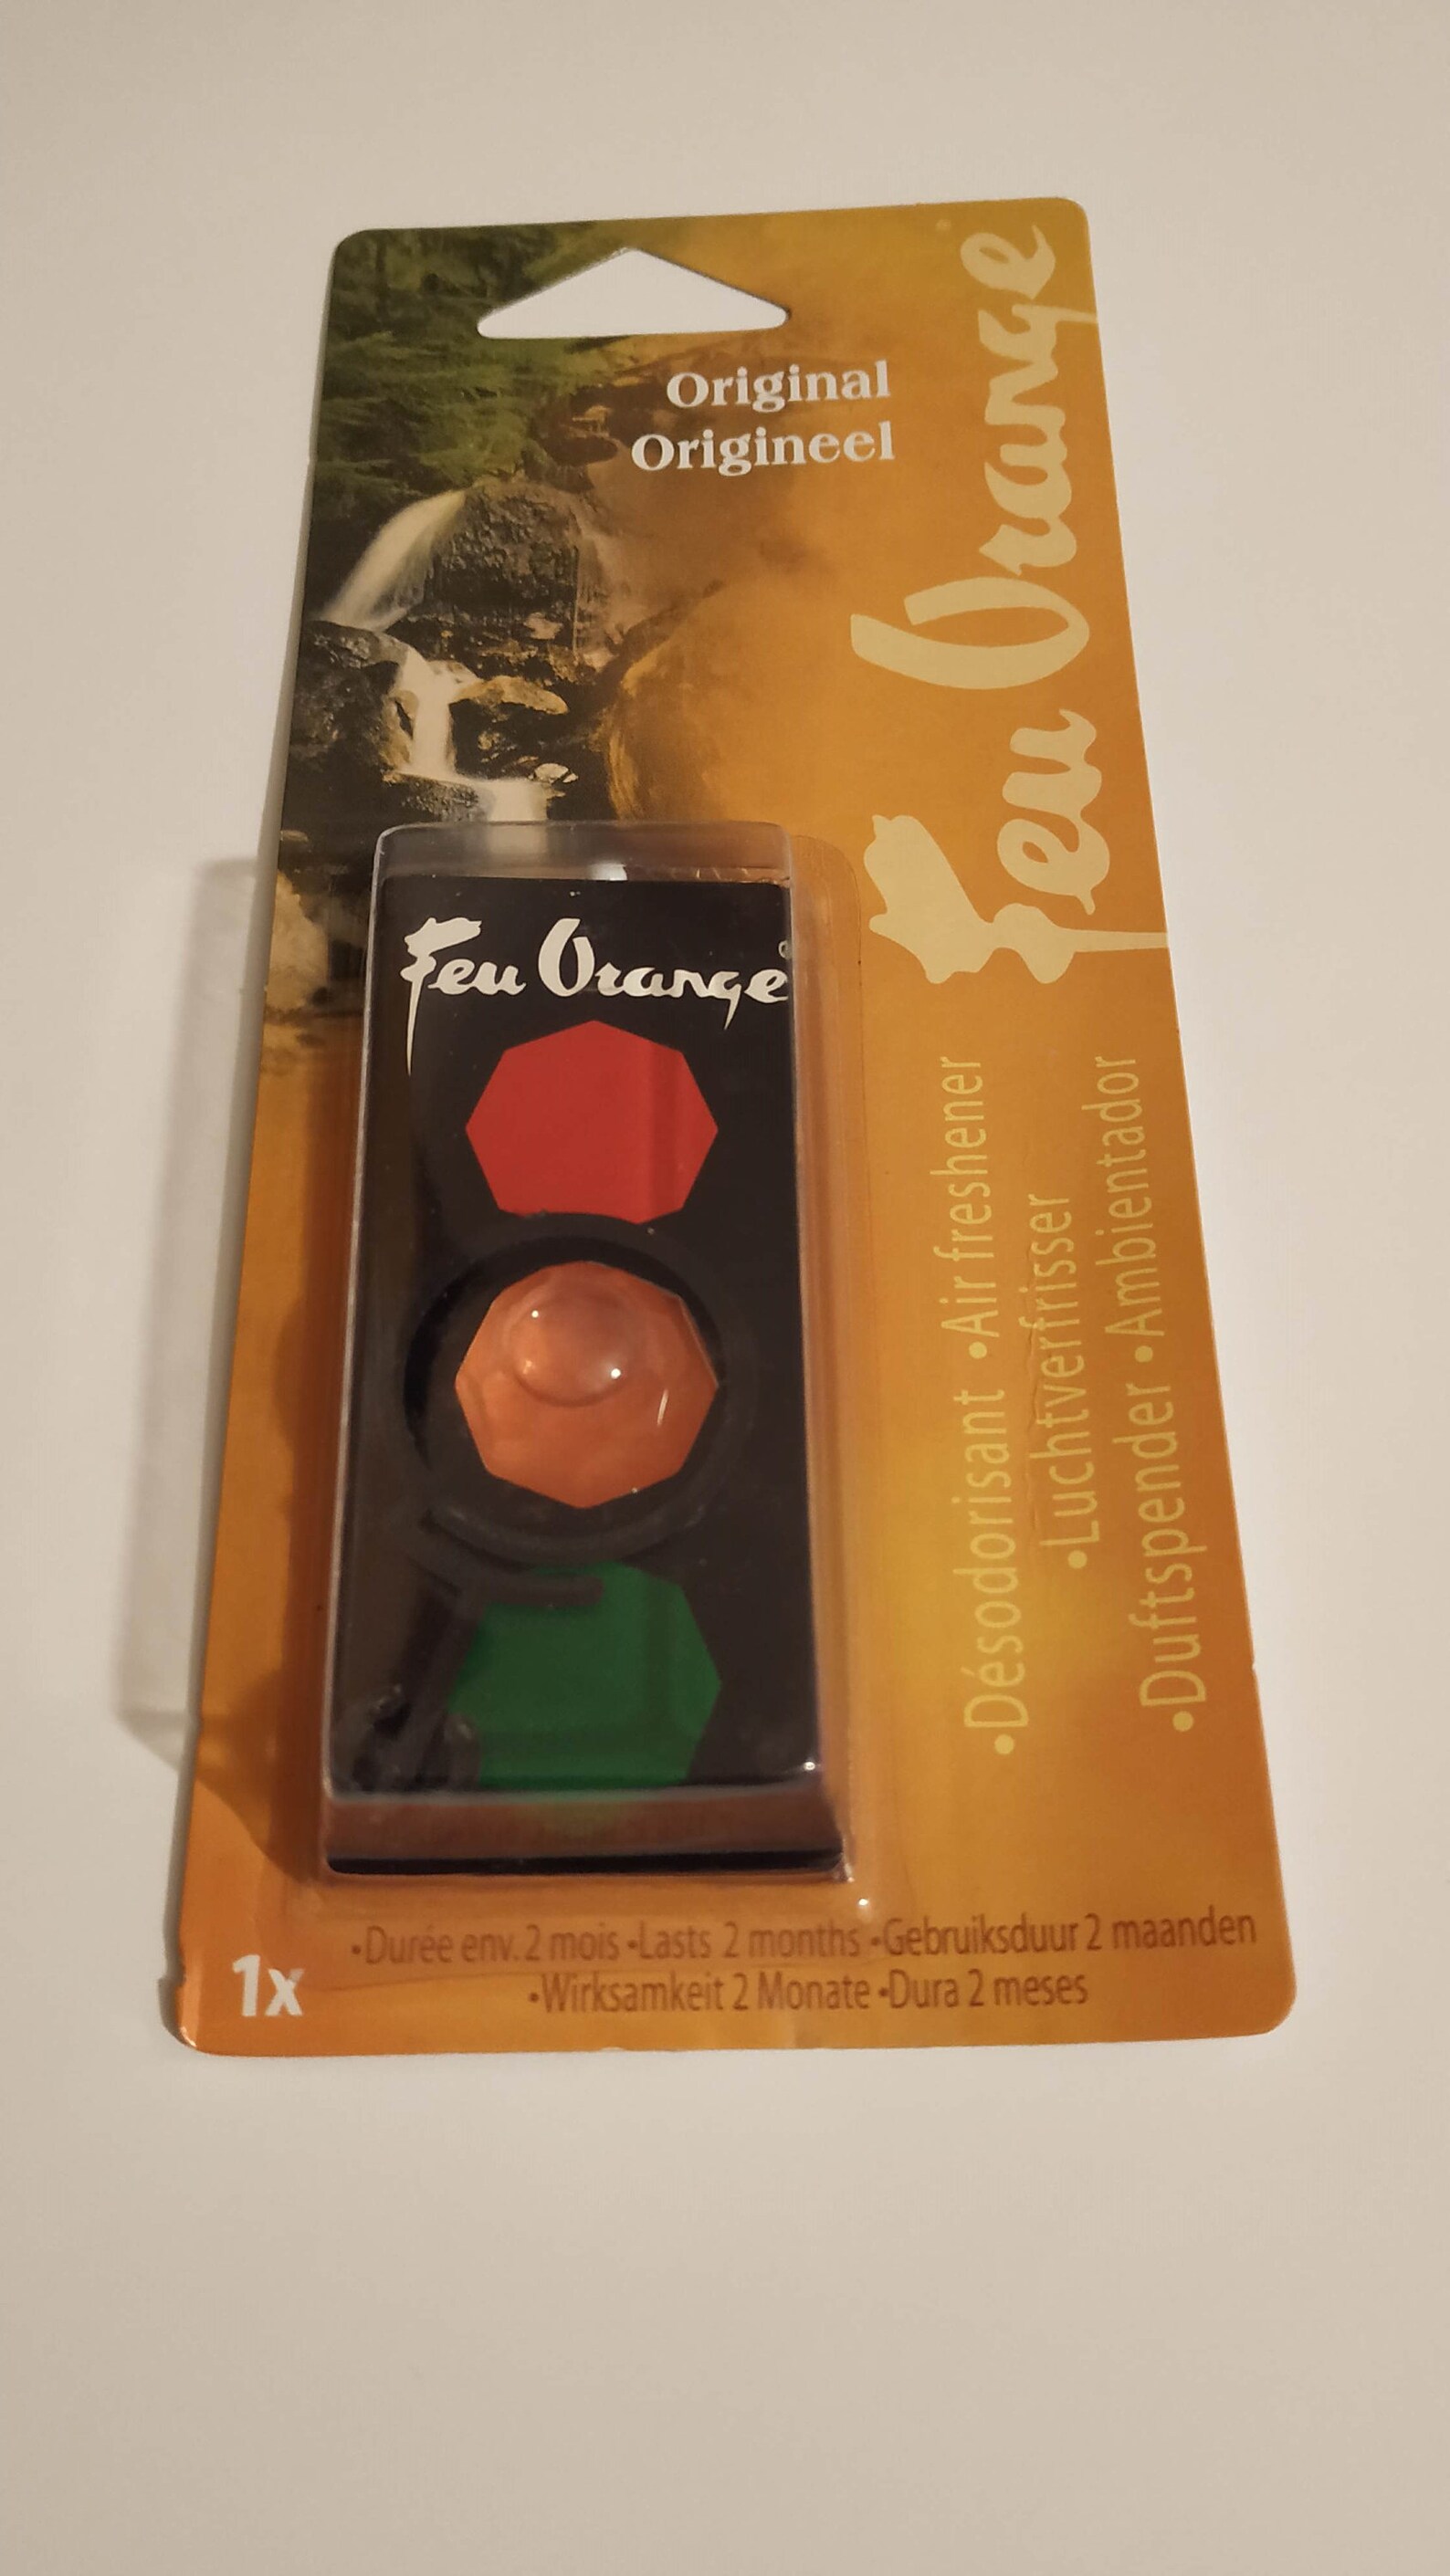 Original
Origineel
Feu Orange
Feu Orange®
•Désodorisant •Air freshener
•Luchtverfrisser
•Duftspender •Ambientador
1x
•Durée env. 2 mois •Lasts 2 months •Gebruiksduur 2 maanden
•Wirksamkeit 2 Monate •Dura 2 meses